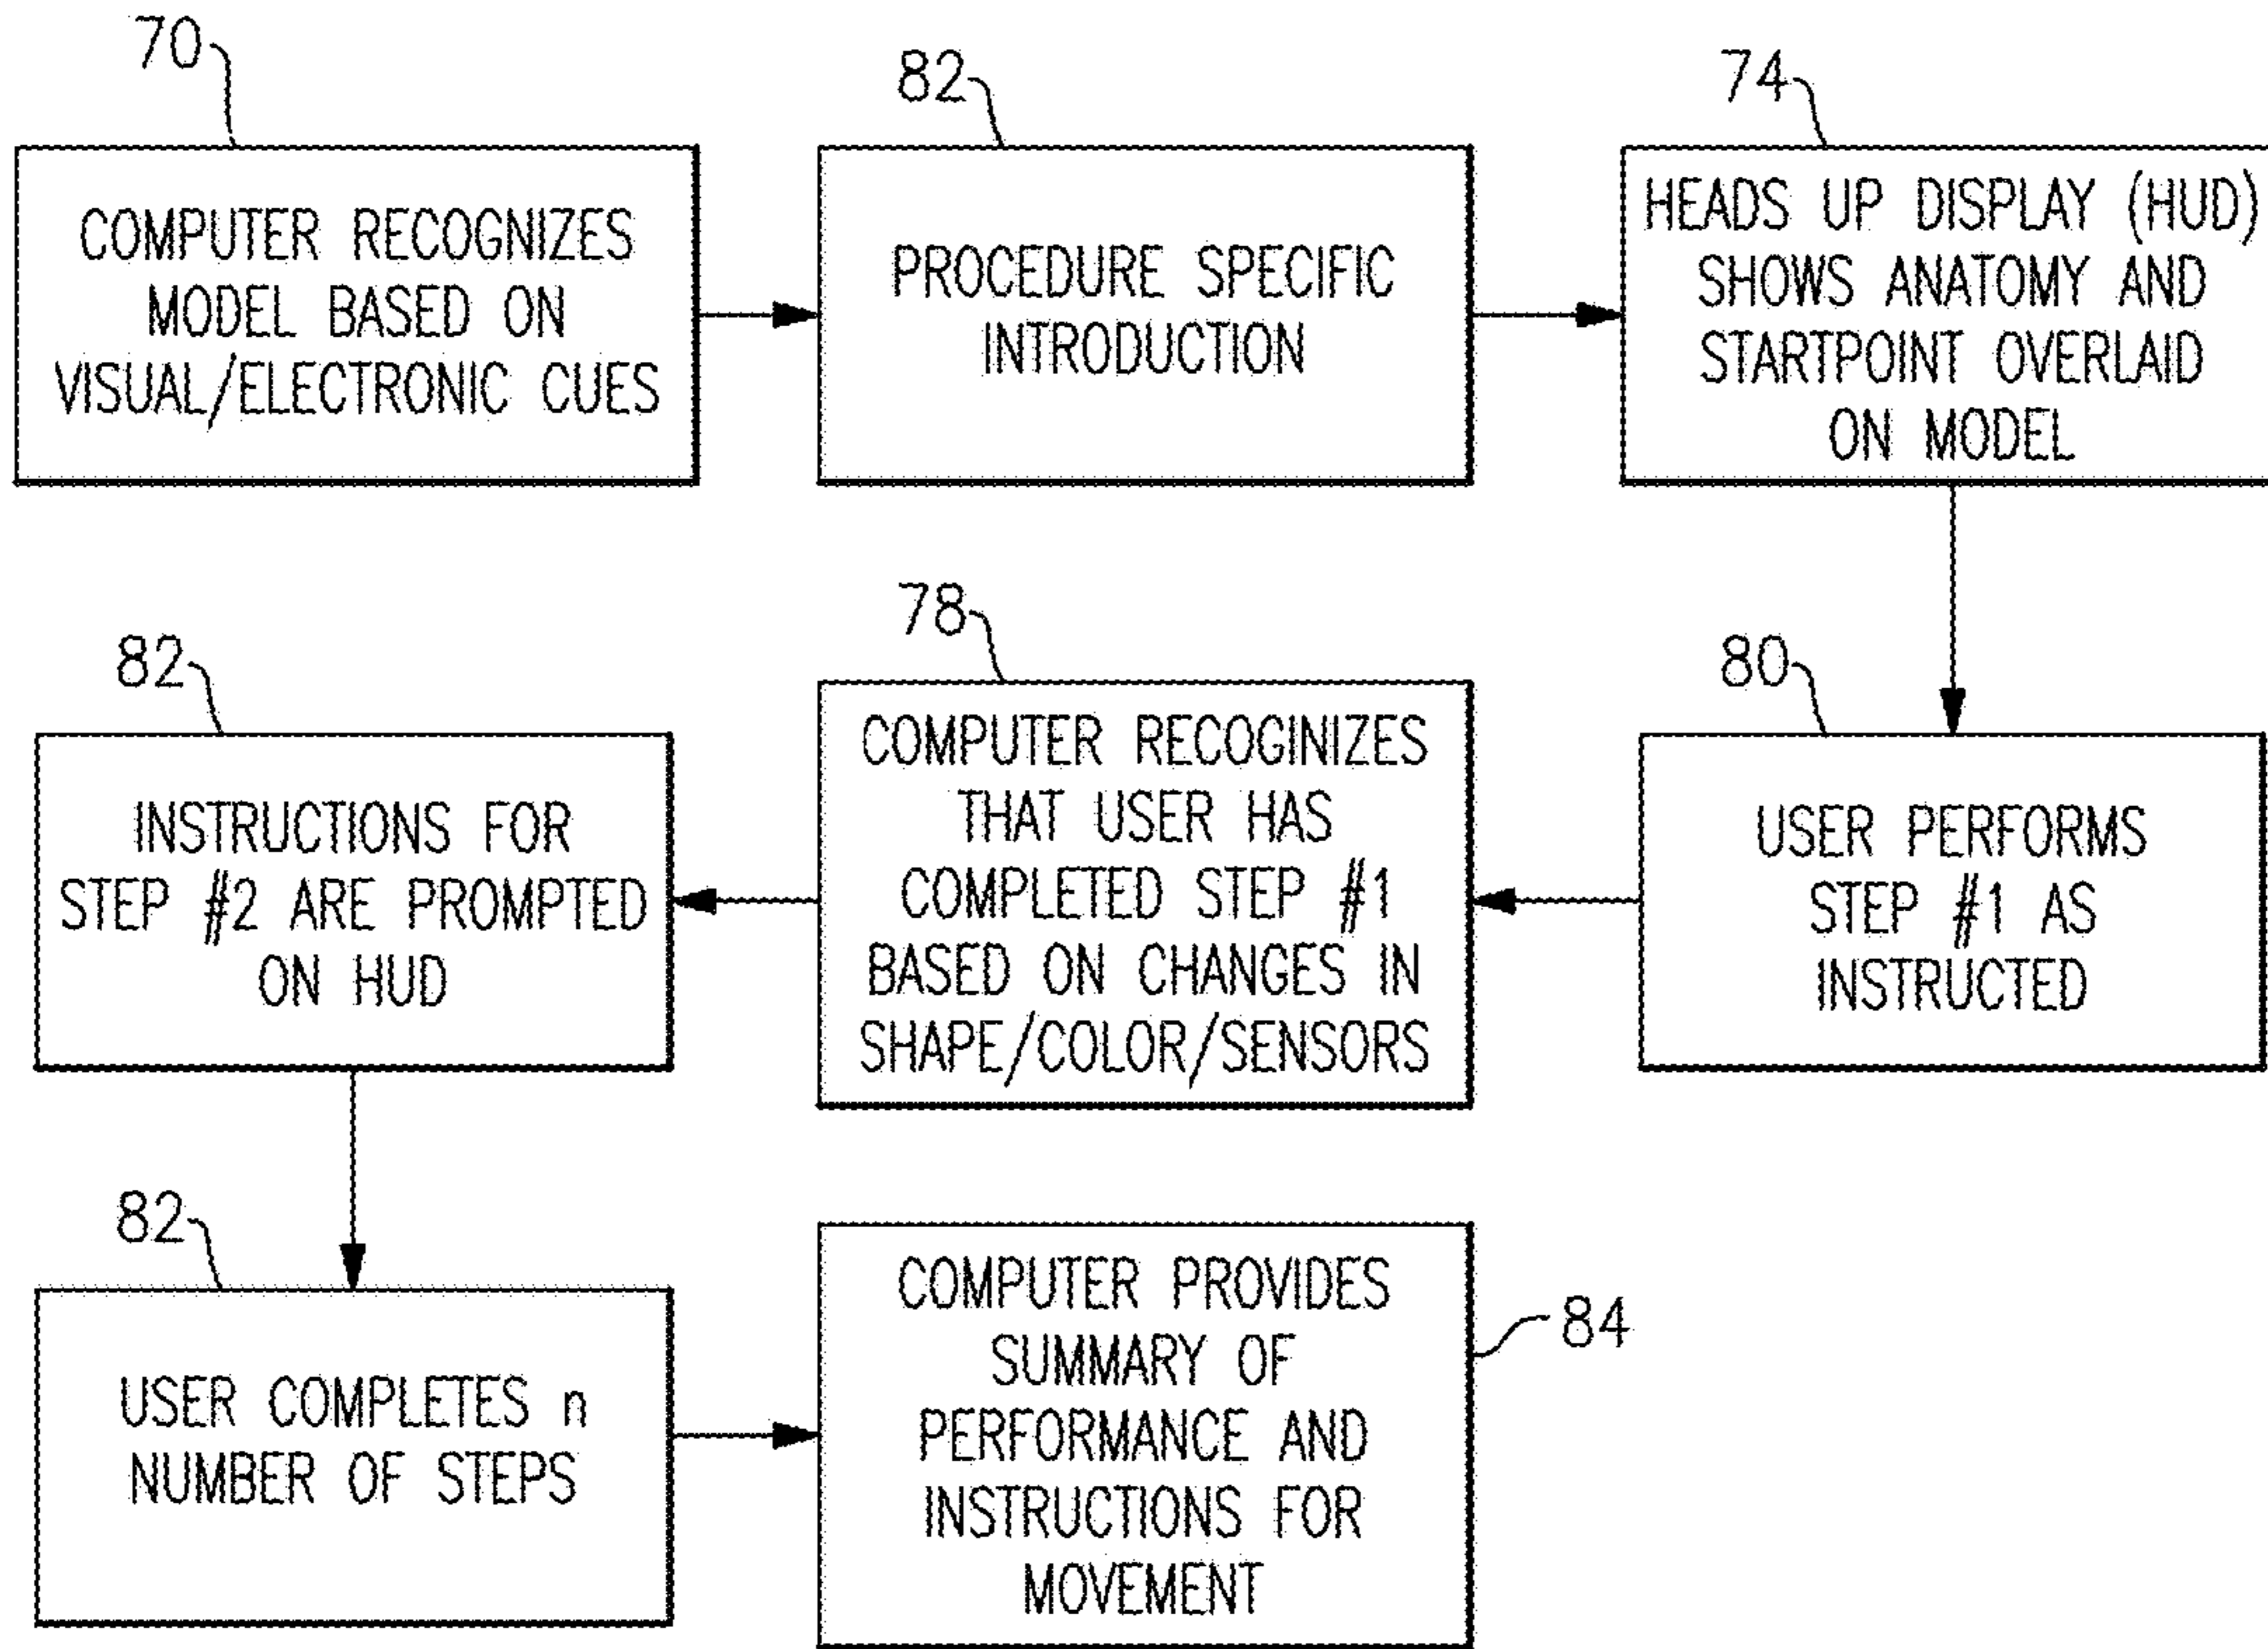 70
COMPUTER RECOGNIZES
MODEL BASED ON
VISUAL/ELECTRONIC CUES
82
PROCEDURE SPECIFIC
INTRODUCTION
74
HEADS UP DISPLAY (HUD)
SHOWS ANATOMY AND
STARTPOINT OVERLAID
ON MODEL
80
USER PERFORMS
STEP #1 AS
INSTRUCTED
78
COMPUTER RECOGINIZES
THAT USER HAS
COMPLETED STEP #1
BASED ON CHANGES IN
SHAPE/COLOR/SENSORS
82
INSTRUCTIONS FOR
STEP #2 ARE PROMPTED
ON HUD
82
USER COMPLETES n
NUMBER OF STEPS
84
COMPUTER PROVIDES
SUMMARY OF
PERFORMANCE AND
INSTRUCTIONS FOR
MOVEMENT